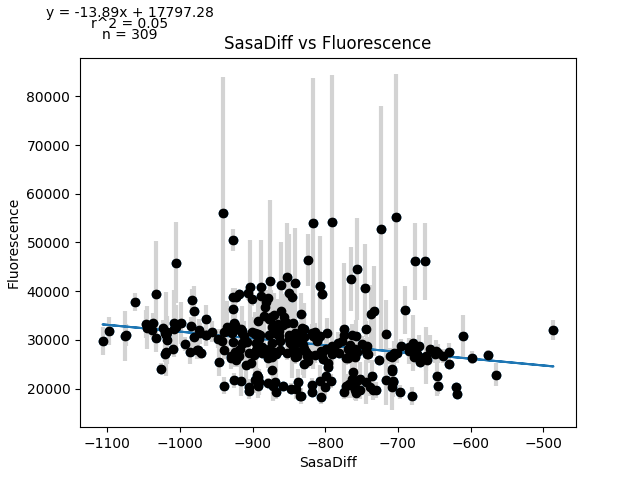 y = -13.89x + 17797.28
r^2 = 0.05
n = 309
SasaDiff vs Fluorescence
80000
70000
60000
50000
40000
30000
20000
Fluorescence
−1100 −1000 −900 −800 −700 −600 −500
SasaDiff